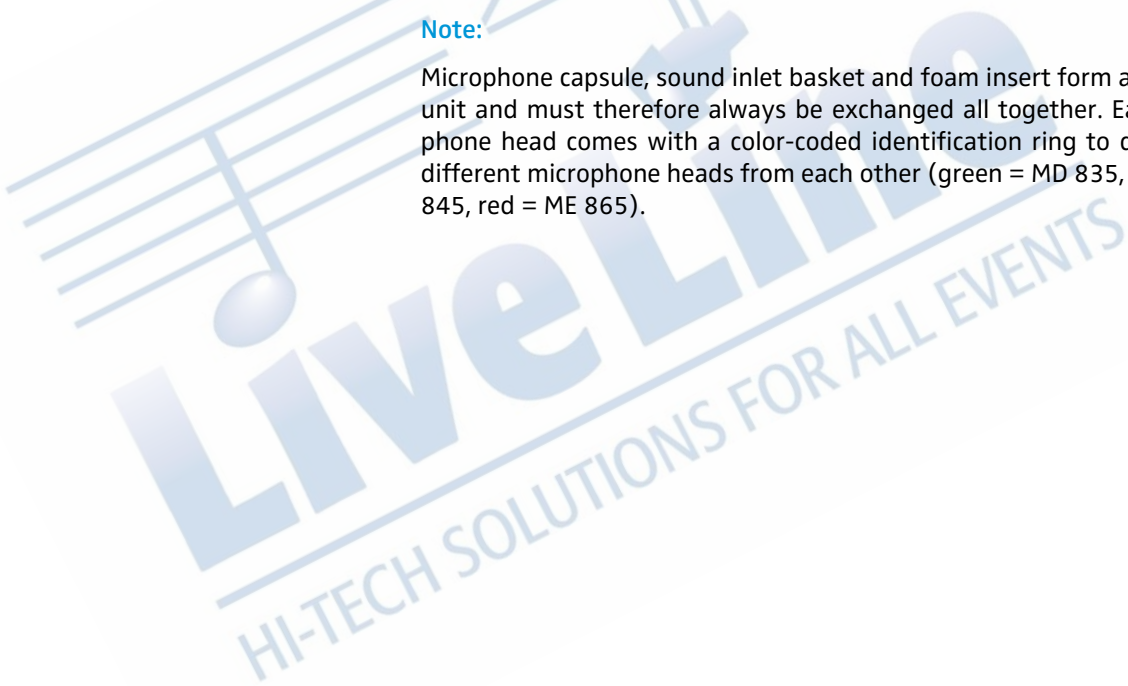 Note:
Microphone capsule, sound inlet basket and foam insert form a
unit and must therefore always be exchanged all together.
phone head comes with a color-coded identification ring to
different microphone heads from each other (green = MD 835,
845, red = ME 865).
LiveLine
HI-TECH SOLUTIONS FOR ALL EVENTS